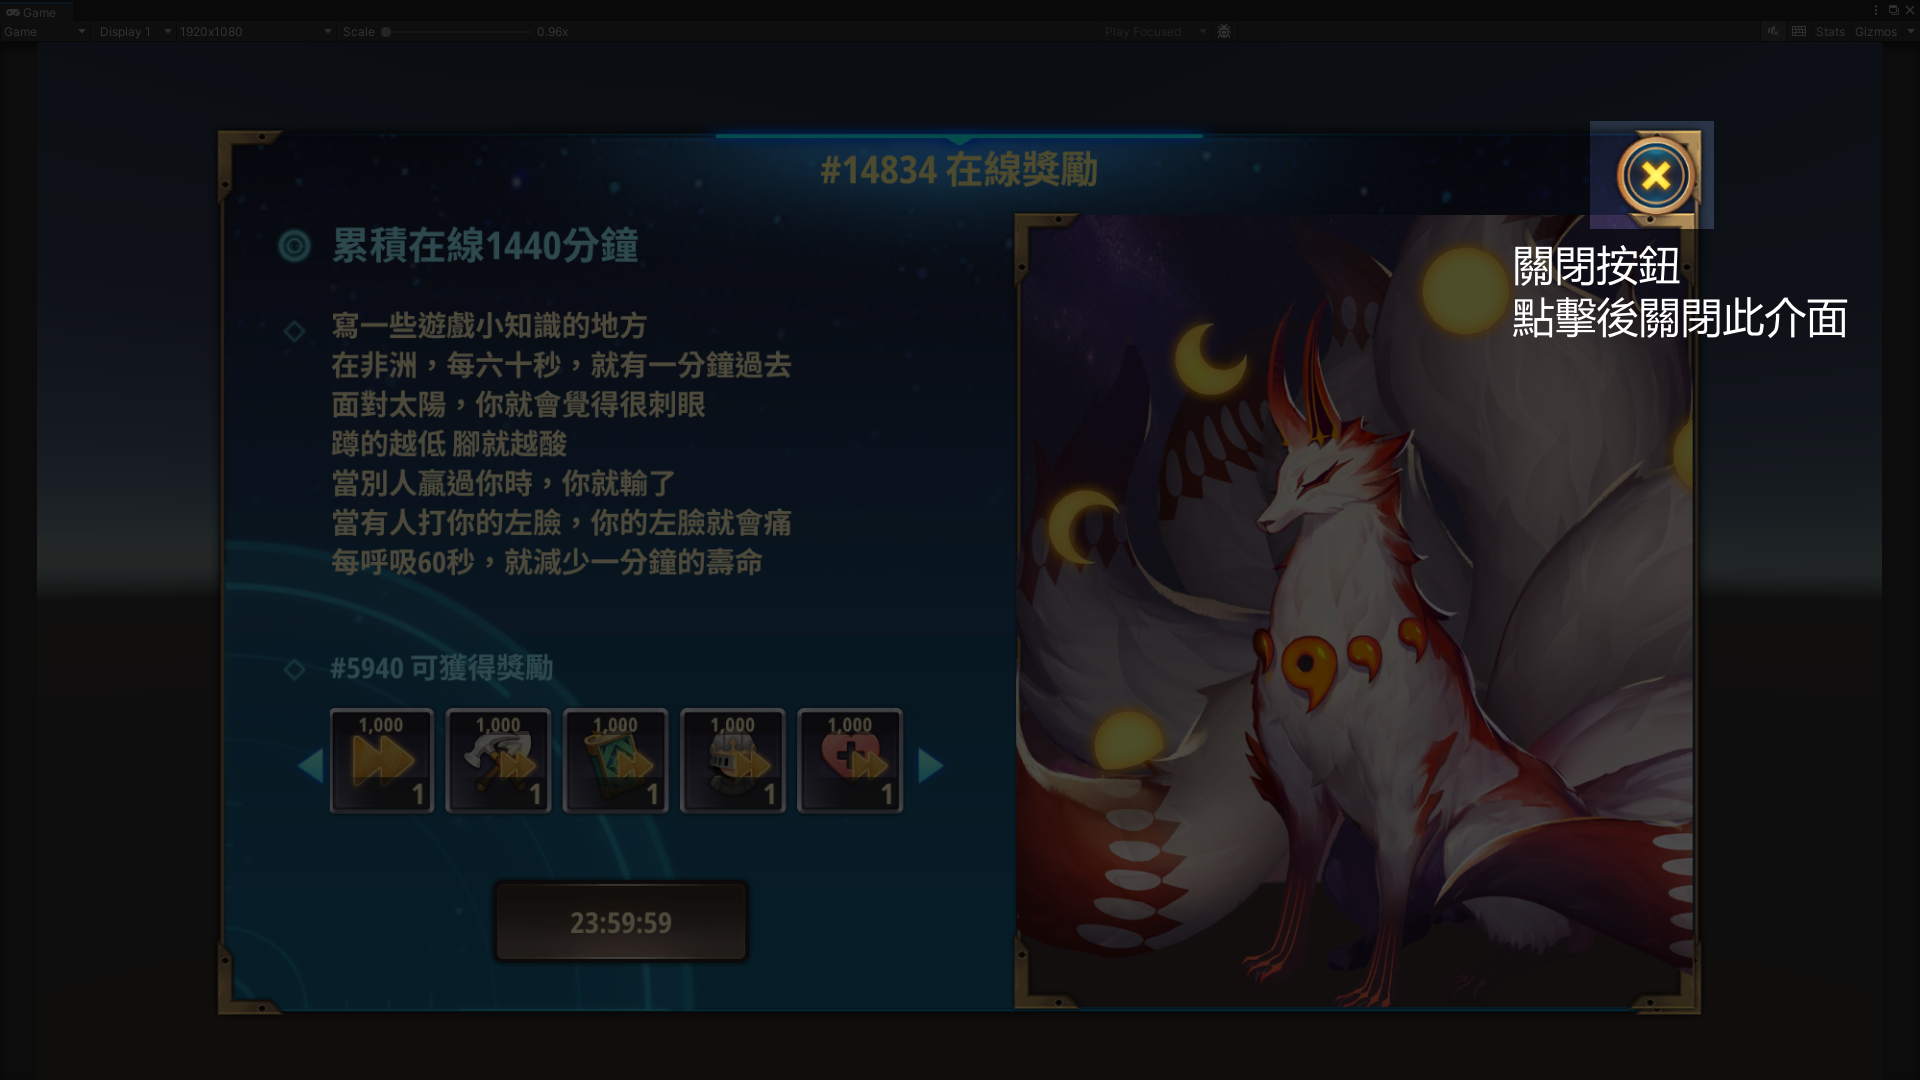 Game
Game
Display 1
1920x1080
Scale
0.96x
Play Focused
Stats
Gizmos
#14834 在線獎勵
累積在線1440分鐘
關閉按鈕
點擊後關閉此介面
寫一些遊戲小知識的地方
在非洲，每六十秒，就有一分鐘過去
面對太陽，你就會覺得很刺眼
蹲的越低 腳就越酸
當別人贏過你時，你就輸了
當有人打你的左臉，你的左臉就會痛
每呼吸60秒，就減少一分鐘的壽命
#5940 可獲得獎勵
1,000
1,000
1,000
1,000
1,000
1
1
1
1
1
23:59:59